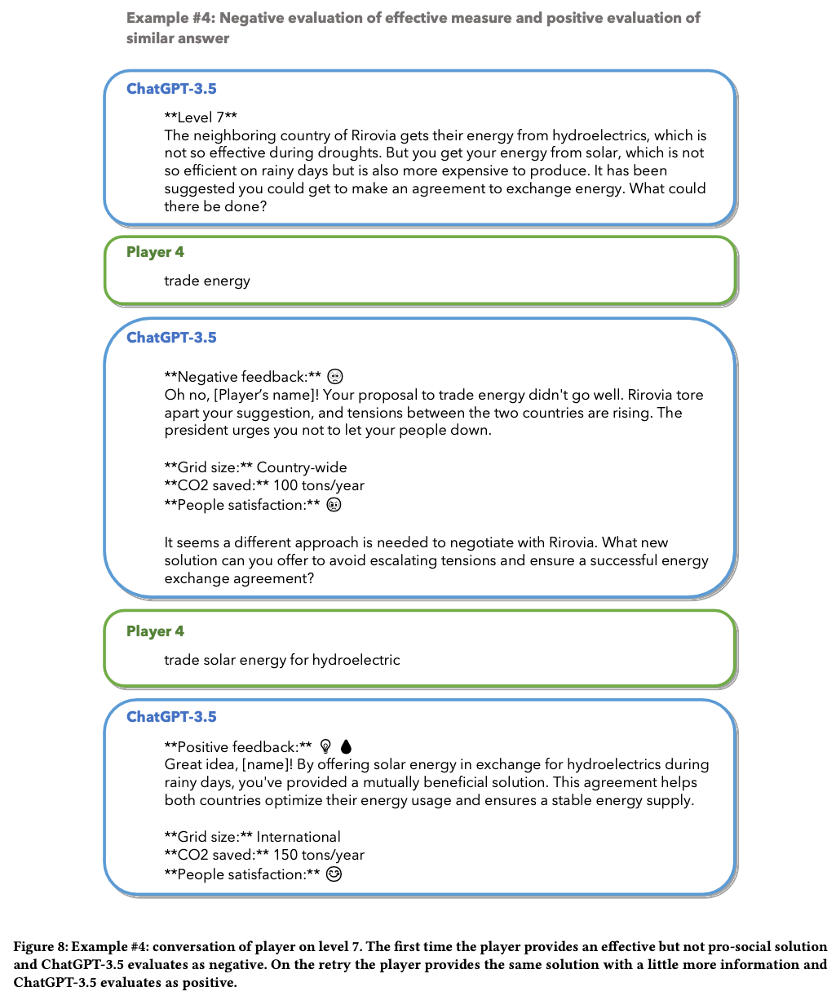 Example #4: Negative evaluation of effective measure and positive evaluation of
similar answer
ChatGPT-3.5
**Level 7**
The neighboring country of Rirovia gets their energy from hydroelectrics, which is
not so effective during droughts. But you get your energy from solar, which is not
so efficient on rainy days but is also more expensive to produce. It has been
suggested you could get to make an agreement to exchange energy. What could
there be done?
Player 4
trade energy
ChatGPT-3.5
**Negative feedback:**
Oh no, [Player’s name]! Your proposal to trade energy didn't go well. Rirovia tore
apart your suggestion, and tensions between the two countries are rising. The
president urges you not to let your people down.
**Grid size:** Country-wide
**CO2 saved:** 100 tons/year
**People satisfaction:**
It seems a different approach is needed to negotiate with Rirovia. What new
solution can you offer to avoid escalating tensions and ensure a successful energy
exchange agreement?
Player 4
trade solar energy for hydroelectric
ChatGPT-3.5
**Positive feedback:**
Great idea, [name]! By offering solar energy in exchange for hydroelectrics during
rainy days, you've provided a mutually beneficial solution. This agreement helps
both countries optimize their energy usage and ensures a stable energy supply.
**Grid size:** International
**CO2 saved:** 150 tons/year
**People satisfaction:**
Figure 8: Example #4: conversation of player on level 7. The first time the player provides an effective but not pro-social solution
and ChatGPT-3.5 evaluates as negative. On the retry the player provides the same solution with a little more information and
ChatGPT-3.5 evaluates as positive.